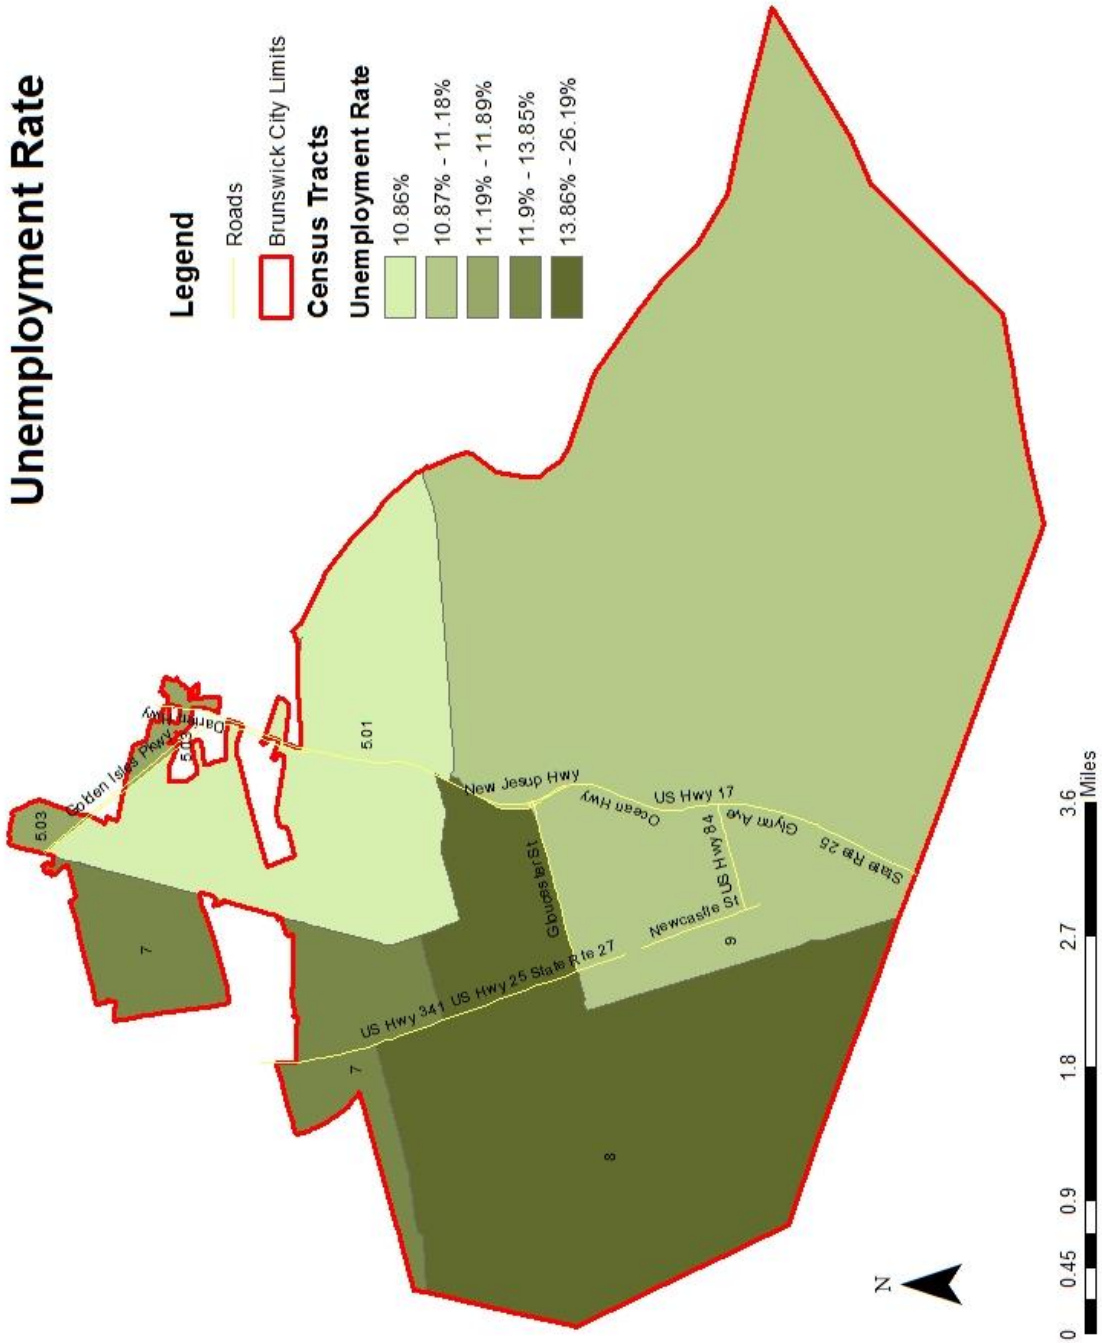 Unemployment Rate
Legend
Roads
Brunswick City Limits
Census Tracts
Unemployment Rate
10.86%
10.87% - 11.18%
11.19% - 11.89%
11.9% - 13.85%
13.86% - 26.19%
5.03
Golden Isles Pkwy
Darien Hwy
5.03
7
5.01
New Jesup Hwy
US Hwy 341 US Hwy 25 State Rte 27
7
Gloucester St
Ocean Hwy
US Hwy 17
US Hwy 84
Glynn Ave
Newcastle St
State Rte 25
9
8
N
0 0.45 0.9 1.8 2.7 3.6
Miles